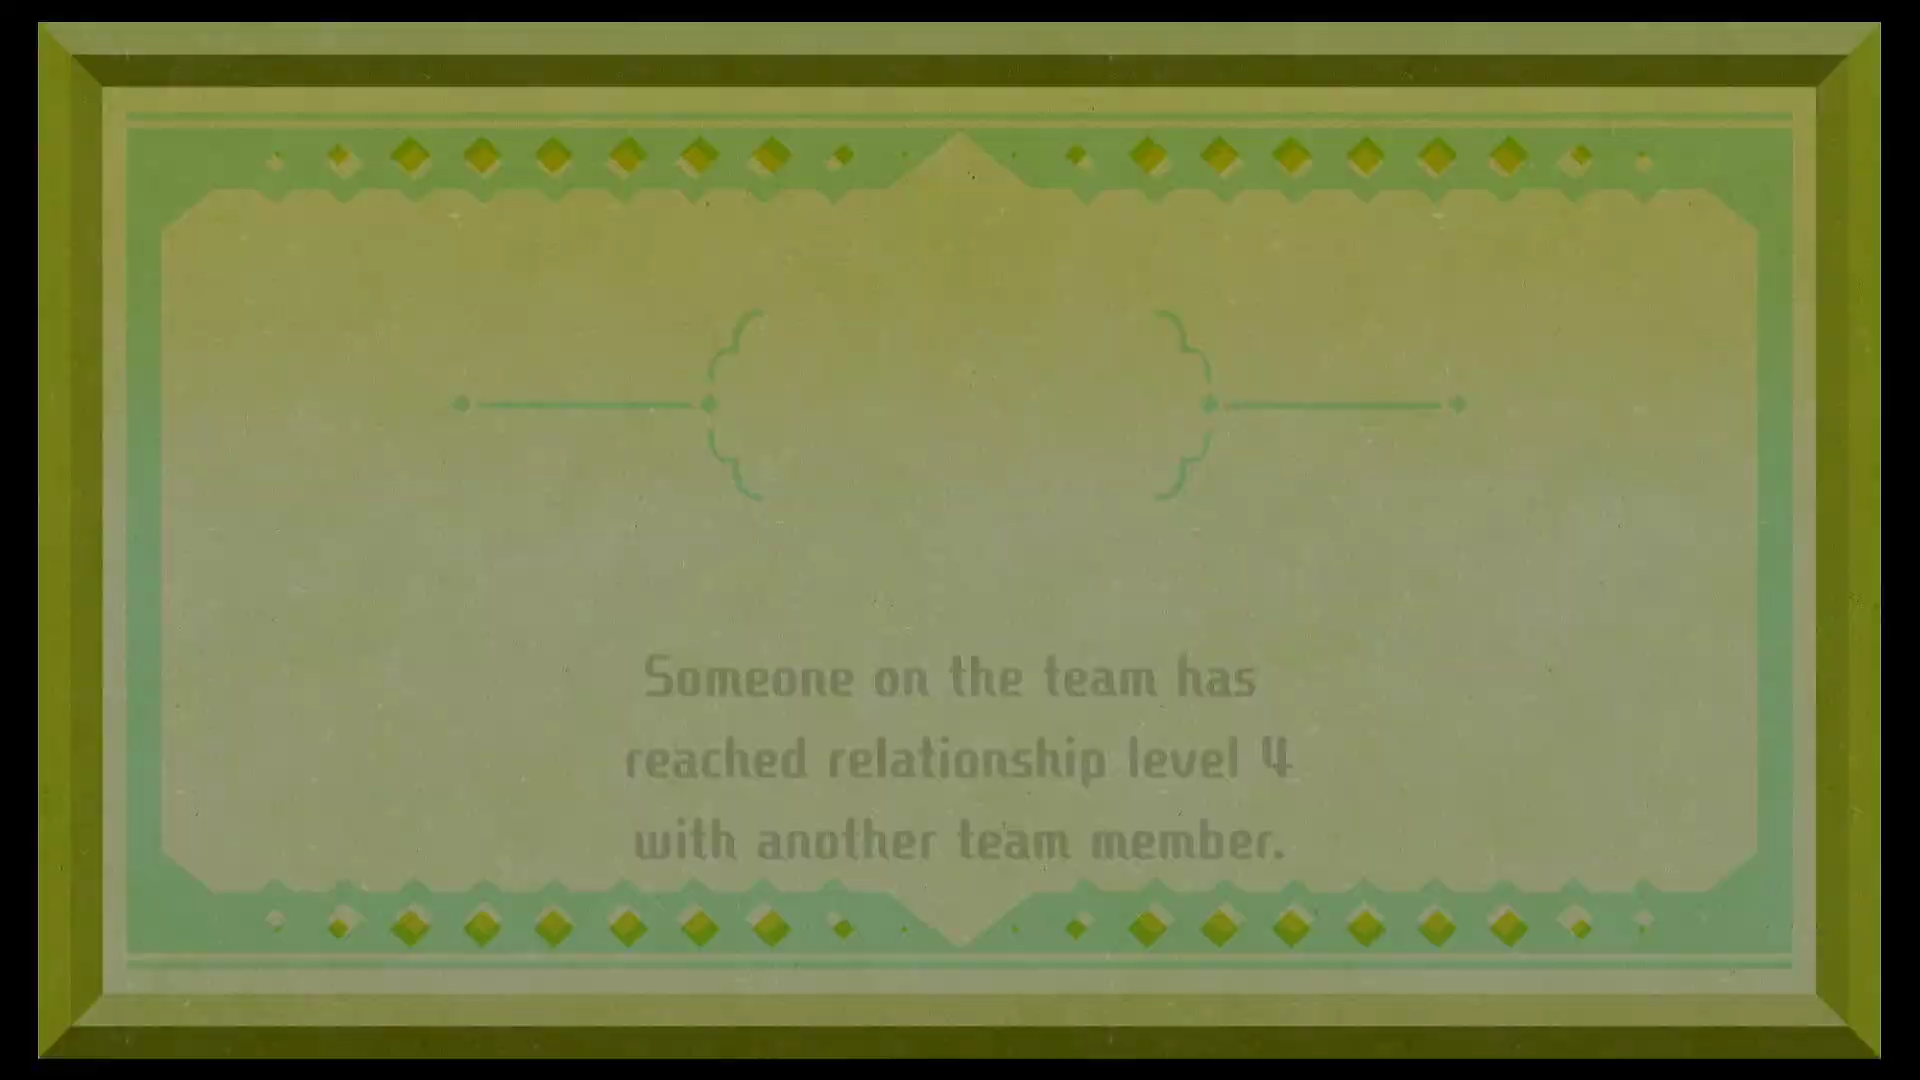 Someone on the team has
reached relationship level 4
with another team member.